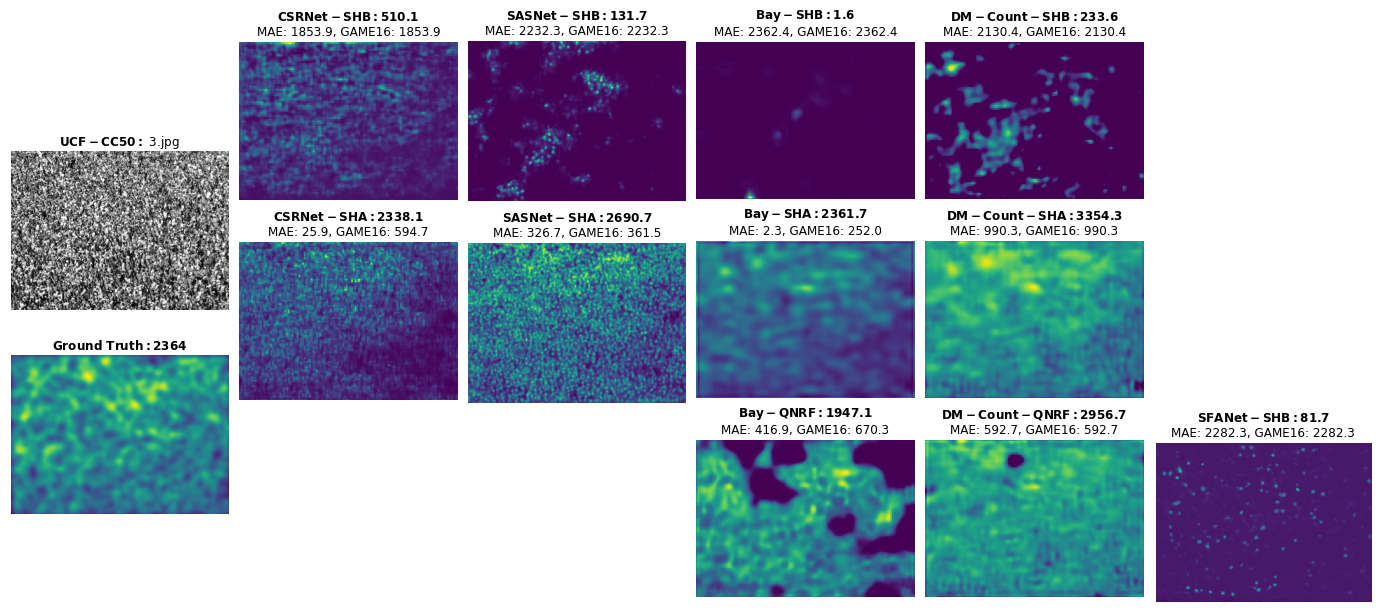 CSRNet-SHB: 510.1
MAE: 1853.9, GAME16: 1853.9
SASNet-SHB: 131.7
MAE: 2232.3, GAME16: 2232.3
Bay-SHB: 1.6
MAE: 2362.4, GAME16: 2362.4
DM-Count-SHB: 233.6
MAE: 2130.4, GAME16: 2130.4
UCF-CC50: 3.jpg
CSRNet-SHA: 2338.1
MAE: 25.9, GAME16: 594.7
SASNet-SHA: 2690.7
MAE: 326.7, GAME16: 361.5
Bay-SHA: 2361.7
MAE: 2.3, GAME16: 252.0
DM-Count-SHA: 3354.3
MAE: 990.3, GAME16: 990.3
Ground Truth: 2364
Bay-QNRF: 1947.1
MAE: 416.9, GAME16: 670.3
DM-Count-QNRF: 2956.7
MAE: 592.7, GAME16: 592.7
SFANet-SHB: 81.7
MAE: 2282.3, GAME16: 2282.3